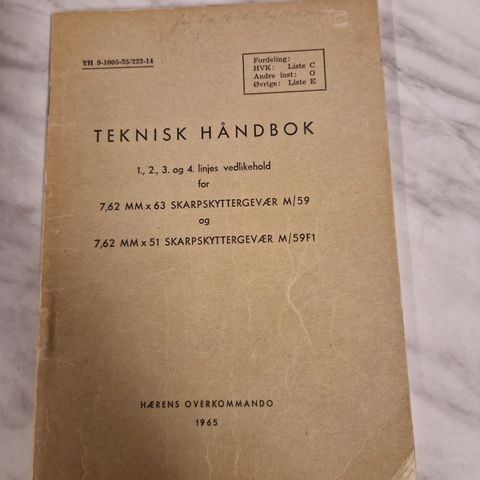 TH 9-1005-25/222-14
Fordeling:
HVK: Liste C
Andre inst: O
Øvrige: Liste E
TEKNISK HÅNDBOK
1., 2., 3. og 4. linjes vedlikehold
for
7,62 MM x 63 SKARPSKYTTERGEVÆR M/59
og
7,62 MM x 51 SKARPSKYTTERGEVÆR M/59F1
HÆRENS OVERKOMMANDO
1965